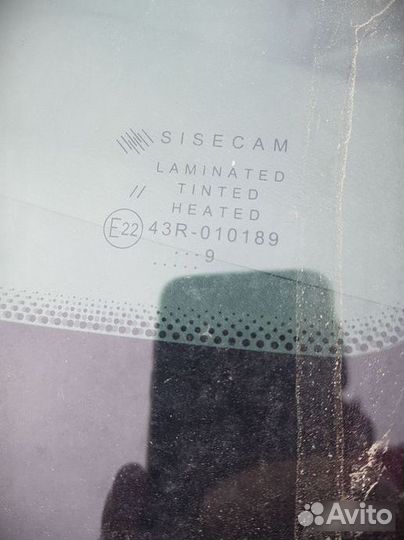 SISECAM
LAMINATED
TINTED
// HEATED
E22 43R-010189
9
Avito